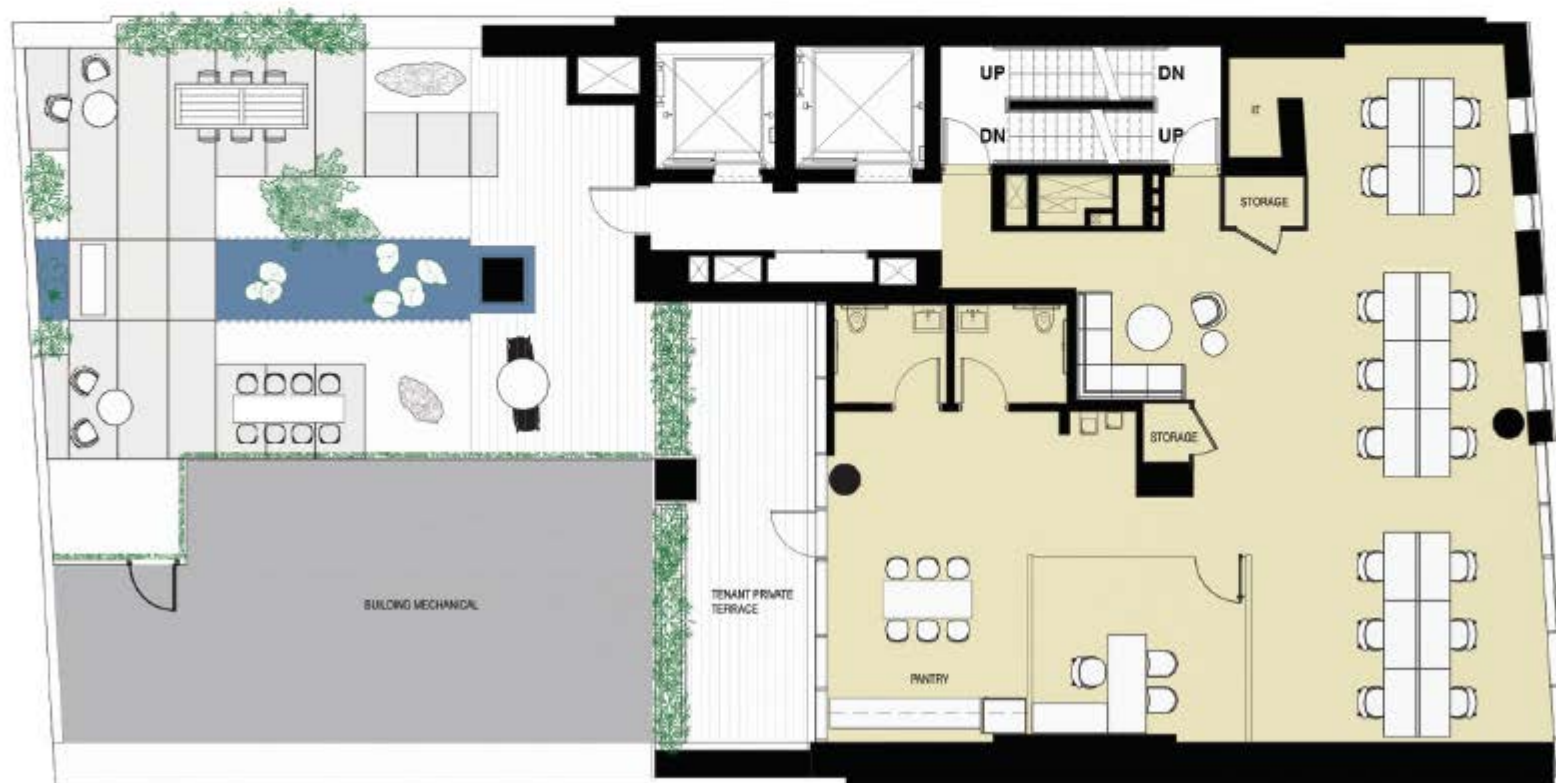 UP
DN
DN
UP
IT
STORAGE
STORAGE
BUILDING MECHANICAL
TENANT PRIVATE
TERRACE
PANTRY